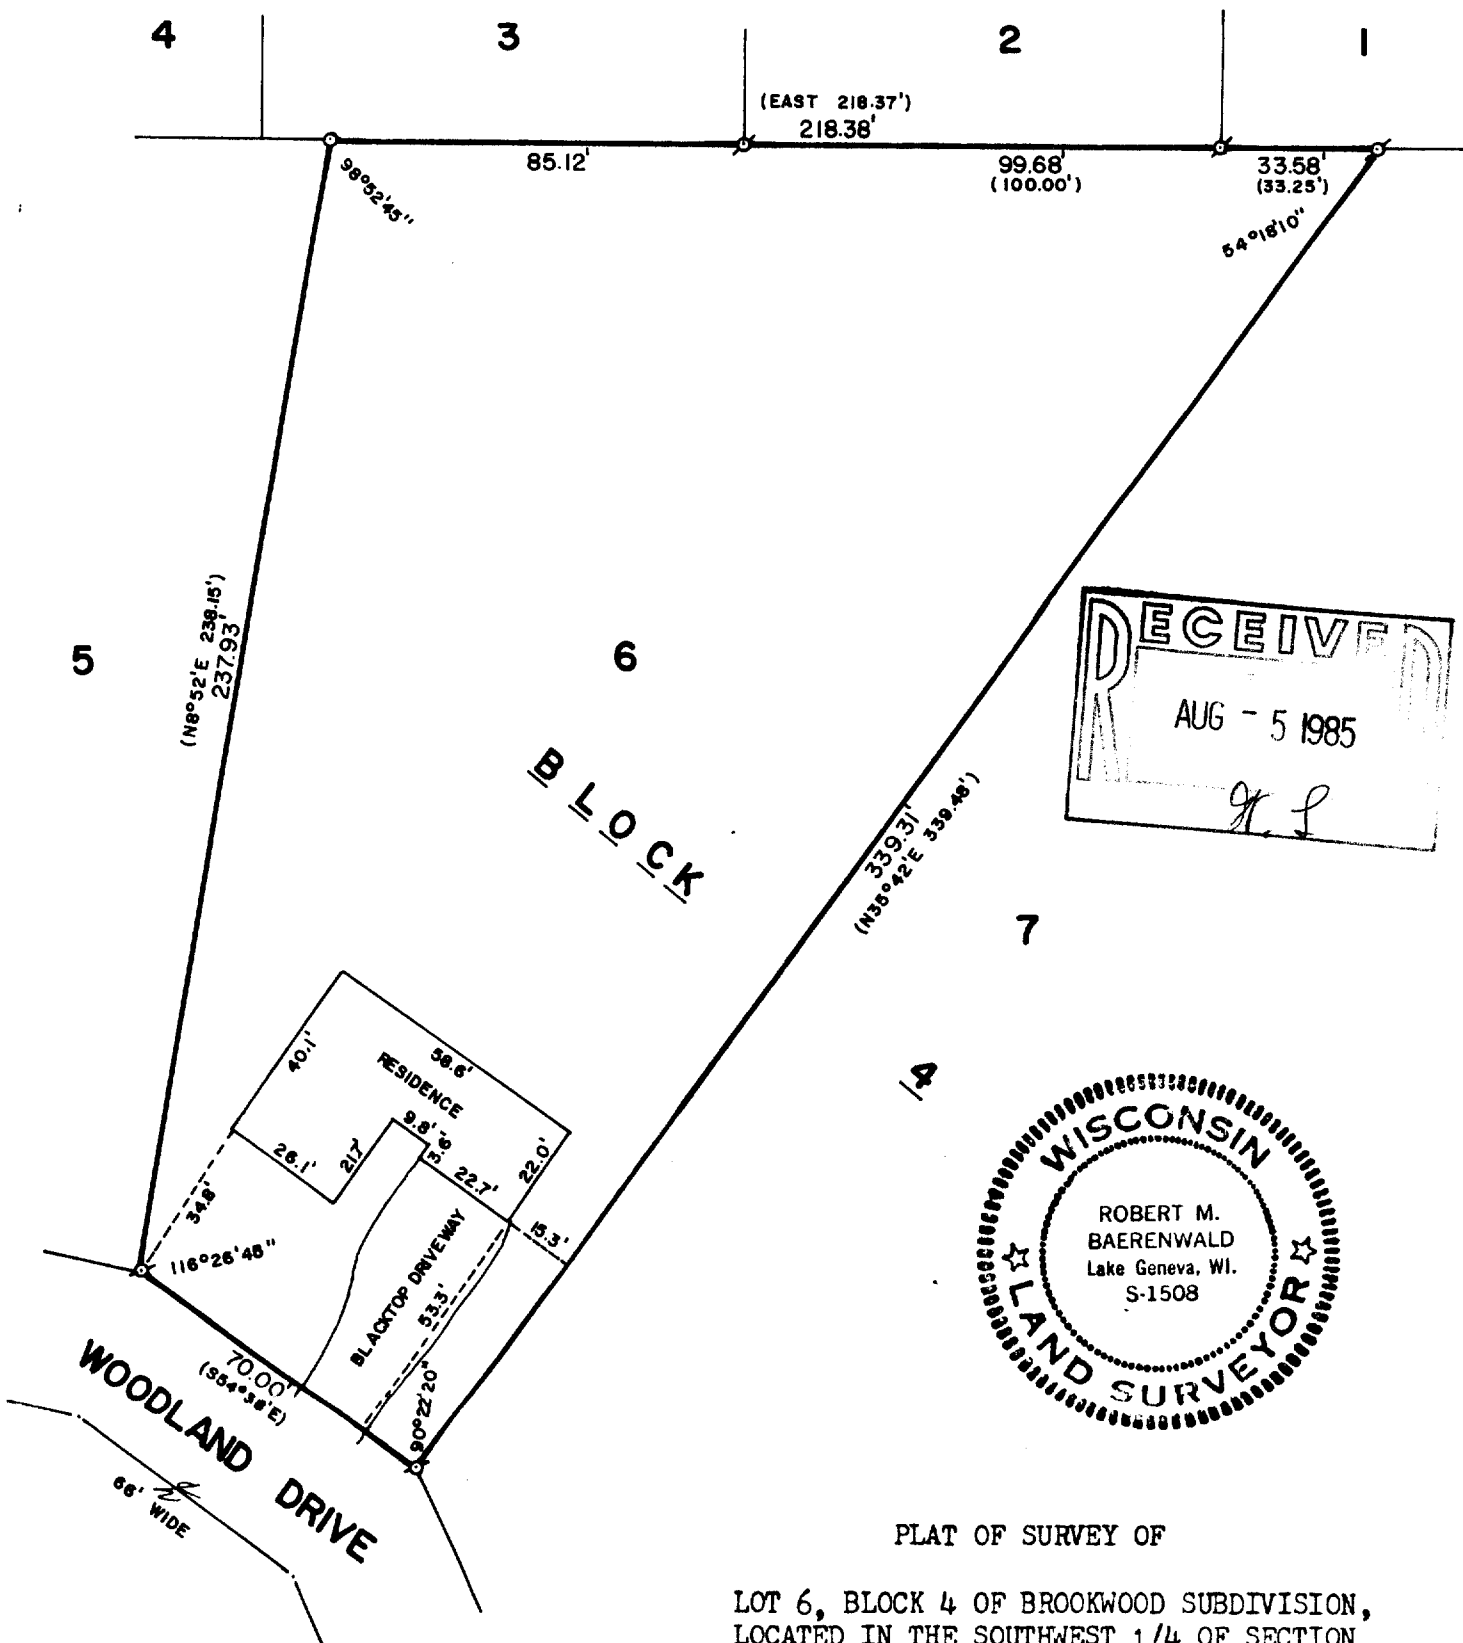 4 3 2 1
(EAST 218.37')
218.38'
85.12'
99.68'
(100.00')
33.58'
(33.25')
98°52'45"
54°18'10"
(N8°52'E 238.15')
237.93'
5
6
BLOCK
RECEIVED
AUG - 5 1985
339.31'
(N35°42'E 339.48')
7
4
40.1'
58.6'
RESIDENCE
9.8'
3.6'
26.1'
21.7'
22.7'
22.0'
34.8'
15.3'
116°26'45"
BLACKTOP DRIVEWAY
53.3'
90°22'20"
70.00'
(S54°38'E)
WOODLAND DRIVE
66' WIDE
WISCONSIN
ROBERT M.
BAERENWALD
Lake Geneva, WI.
S-1508
LAND SURVEYOR
PLAT OF SURVEY OF
LOT 6, BLOCK 4 OF BROOKWOOD SUBDIVISION,
LOCATED IN THE SOUTHWEST 1/4 OF SECTION